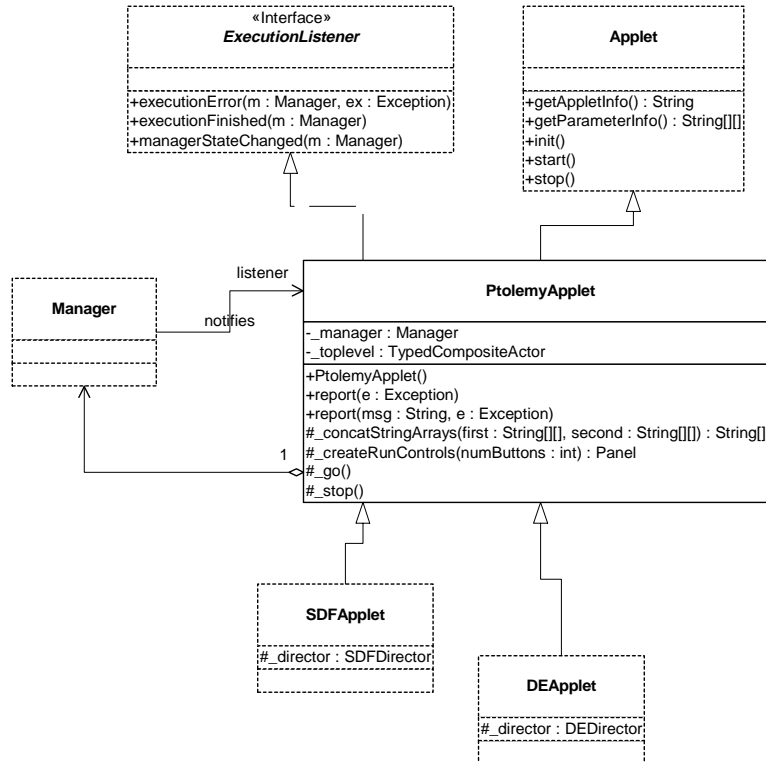 «Interface»
ExecutionListener
+executionError(m : Manager, ex : Exception)
+executionFinished(m : Manager)
+managerStateChanged(m : Manager)
Applet
+getAppletInfo() : String
+getParameterInfo() : String[][]
+init()
+start()
+stop()
Manager
listener
notifies
1
PtolemyApplet
-_manager : Manager
-_toplevel : TypedCompositeActor
+PtolemyApplet()
+report(e : Exception)
+report(msg : String, e : Exception)
#_concatStringArrays(first : String[][], second : String[][]) : String[]
#_createRunControls(numButtons : int) : Panel
#_go()
#_stop()
SDFApplet
#_director : SDFDirector
DEApplet
#_director : DEDirector